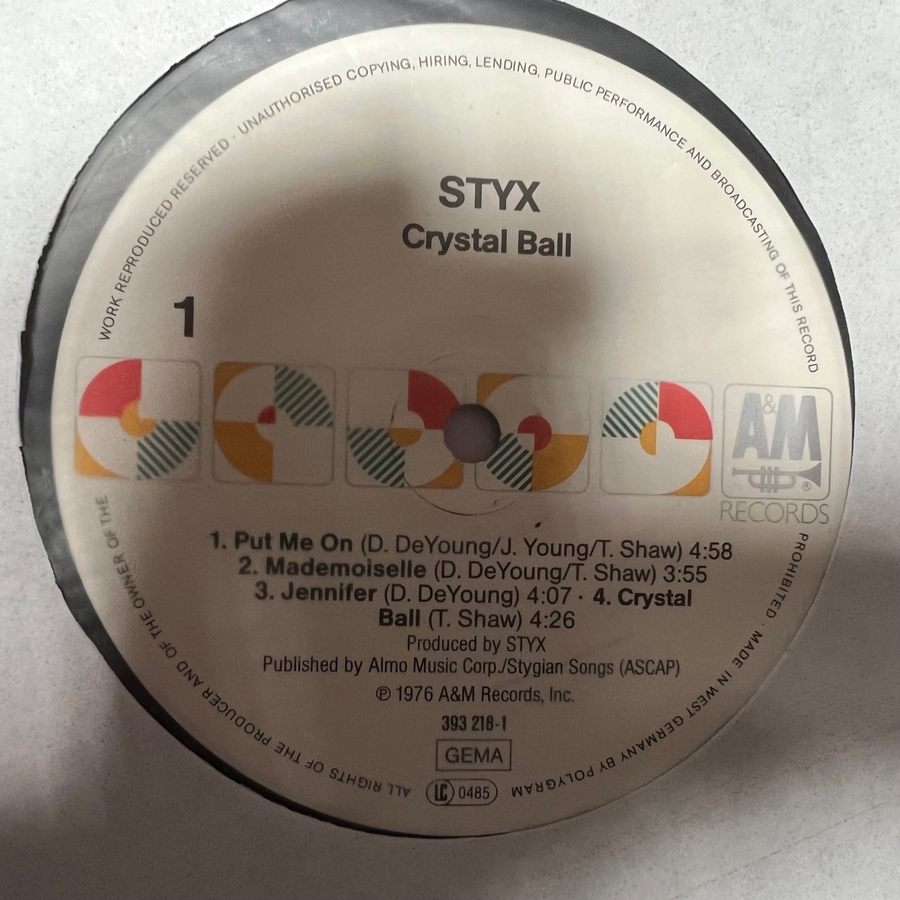 WORK REPRODUCED RESERVED · UNAUTHORISED COPYING, HIRING, LENDING, PUBLIC PERFORMANCE AND BROADCASTING OF THIS RECORD
STYX
Crystal Ball
1
A&M
®
RECORDS
1. Put Me On (D. DeYoung/J. Young/T. Shaw) 4:58
2. Mademoiselle (D. DeYoung/T. Shaw) 3:55
3. Jennifer (D. DeYoung) 4:07 · 4. Crystal
Ball (T. Shaw) 4:26
Produced by STYX
Published by Almo Music Corp./Stygian Songs (ASCAP)
℗ 1976 A&M Records, Inc.
393 218-1
GEMA
LC 0485
PROHIBITED · MADE IN WEST GERMANY BY POLYGRAM
ALL RIGHTS OF THE PRODUCER AND OF THE OWNER OF THE